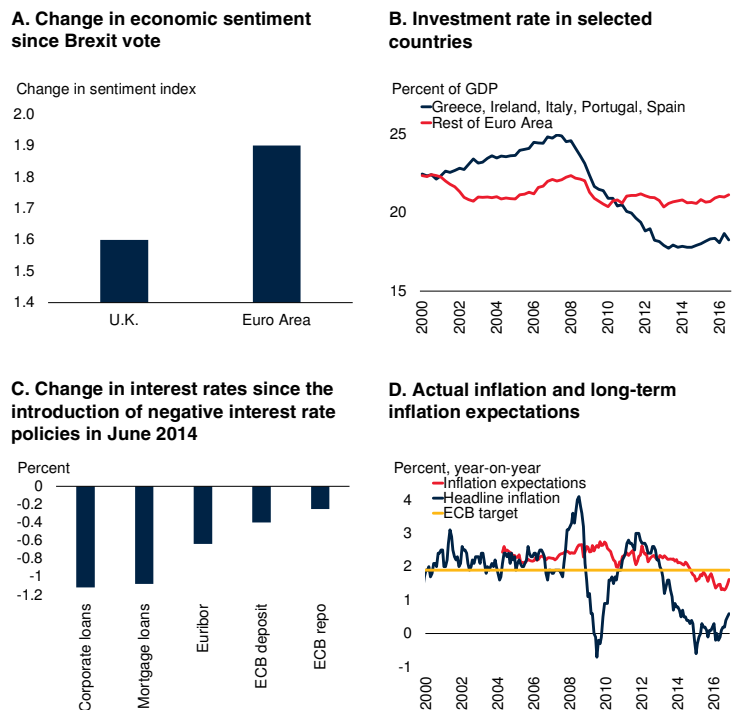 A. Change in economic sentiment
since Brexit vote
Change in sentiment index
2.0
1.9
1.8
1.7
1.6
1.5
1.4
U.K.
Euro Area
B. Investment rate in selected
countries
Percent of GDP
Greece, Ireland, Italy, Portugal, Spain
Rest of Euro Area
25
20
15
2000
2002
2004
2006
2008
2010
2012
2014
2016
C. Change in interest rates since the
introduction of negative interest rate
policies in June 2014
Percent
0
-0.2
-0.4
-0.6
-0.8
-1
-1.2
Corporate loans
Mortgage loans
Euribor
ECB deposit
ECB repo
D. Actual inflation and long-term
inflation expectations
Percent, year-on-year
Inflation expectations
Headline inflation
ECB target
4
3
2
1
0
-1
2000
2002
2004
2006
2008
2010
2012
2014
2016